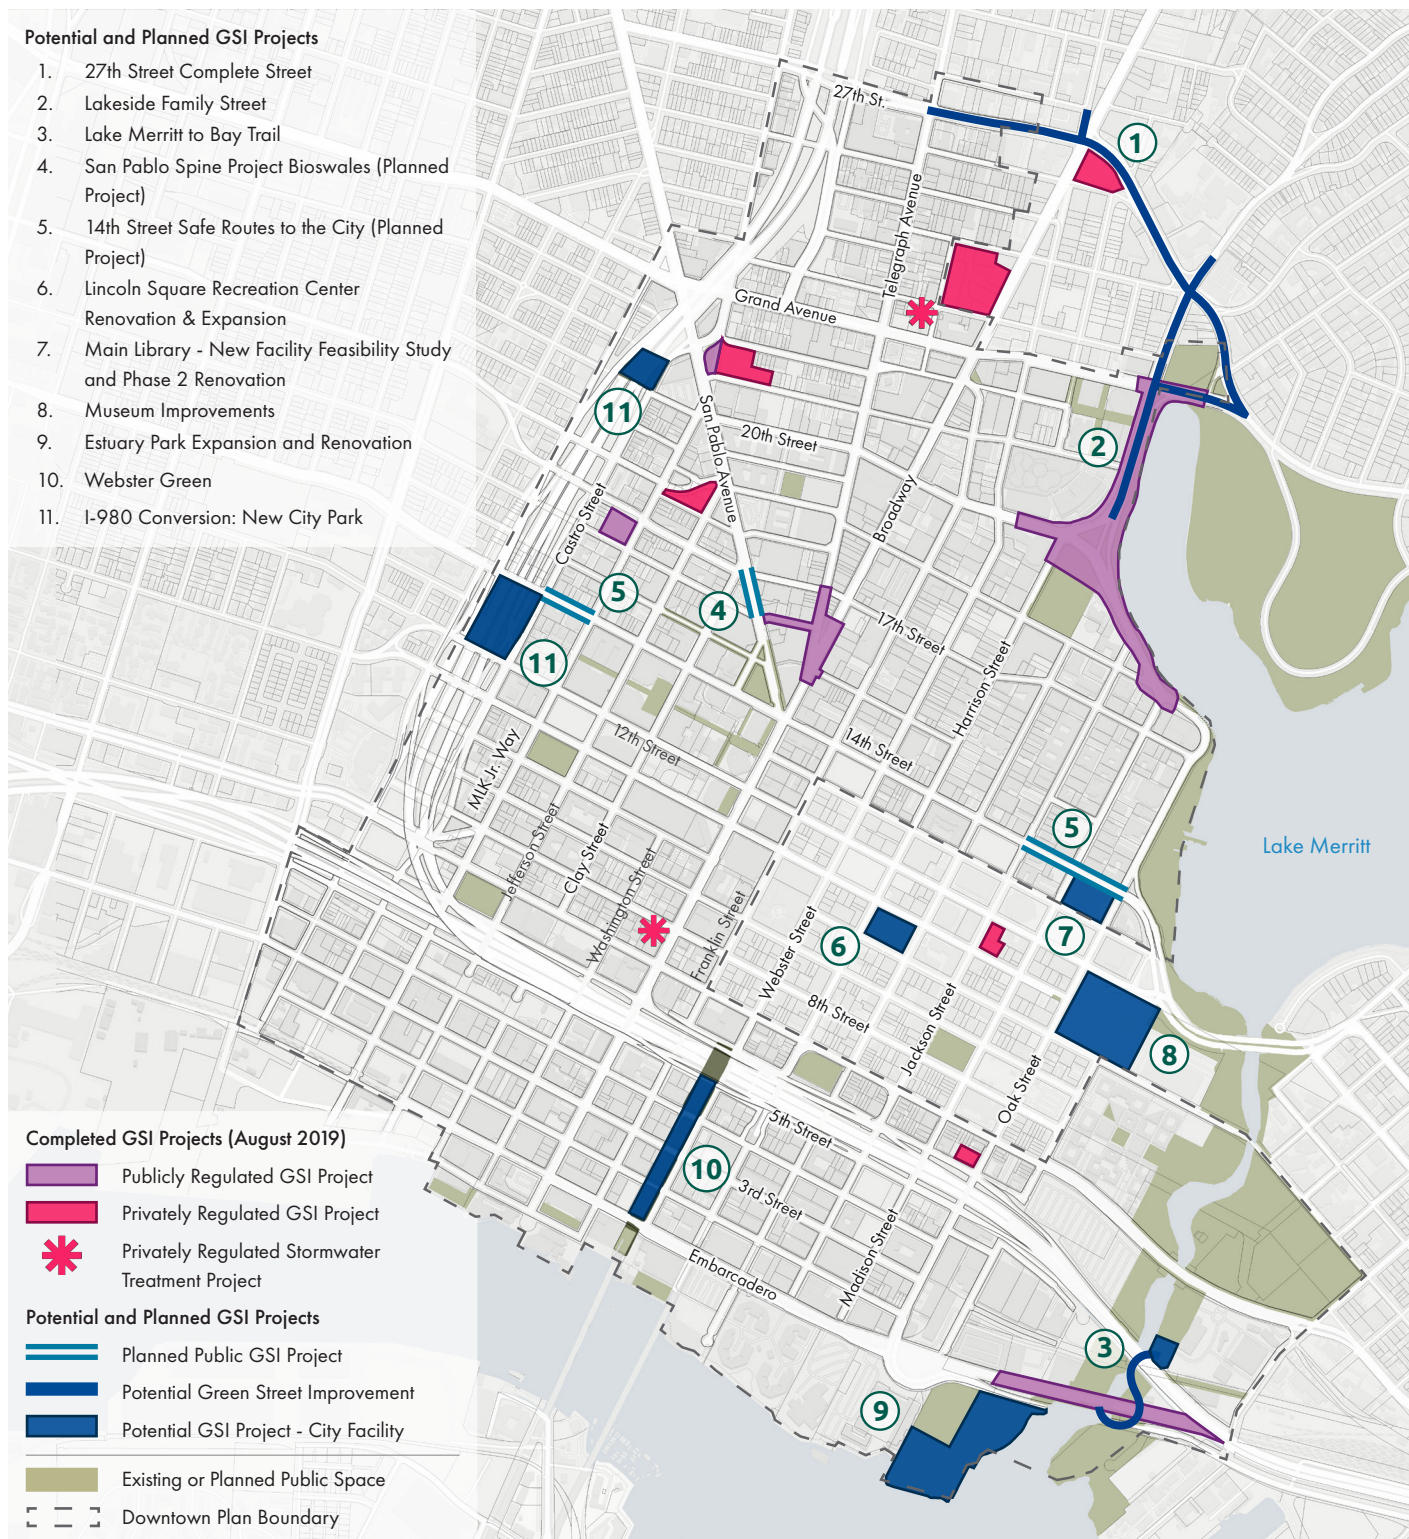 Potential and Planned GSI Projects
1. 27th Street Complete Street
2. Lakeside Family Street
3. Lake Merritt to Bay Trail
4. San Pablo Spine Project Bioswales (Planned
Project)
5. 14th Street Safe Routes to the City (Planned
Project)
6. Lincoln Square Recreation Center
Renovation & Expansion
7. Main Library - New Facility Feasibility Study
and Phase 2 Renovation
8. Museum Improvements
9. Estuary Park Expansion and Renovation
10. Webster Green
11. I-980 Conversion: New City Park
27th St.
1
Telegraph Avenue
Grand Avenue
11
San Pablo Avenue
20th Street
2
Broadway
Castro Street
5
4
17th Street
11
Harrison Street
12th Street
14th Street
MLK Jr. Way
Jefferson Street
Clay Street
Washington Street
Franklin Street
5
Lake Merritt
7
6
Webster Street
8th Street
Jackson Street
8
Oak Street
5th Street
10
3rd Street
Madison Street
Embarcadero
3
9
Completed GSI Projects (August 2019)
Publicly Regulated GSI Project
Privately Regulated GSI Project
Privately Regulated Stormwater
Treatment Project
Potential and Planned GSI Projects
Planned Public GSI Project
Potential Green Street Improvement
Potential GSI Project - City Facility
Existing or Planned Public Space
Downtown Plan Boundary